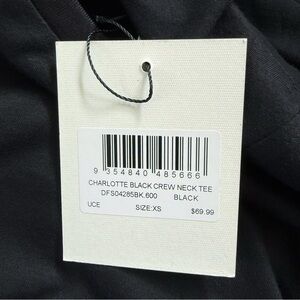 9 354840 485666
CHARLOTTE BLACK CREW NECK TEE
DFS04285BK.600 BLACK
UCE SIZE:XS $69.99